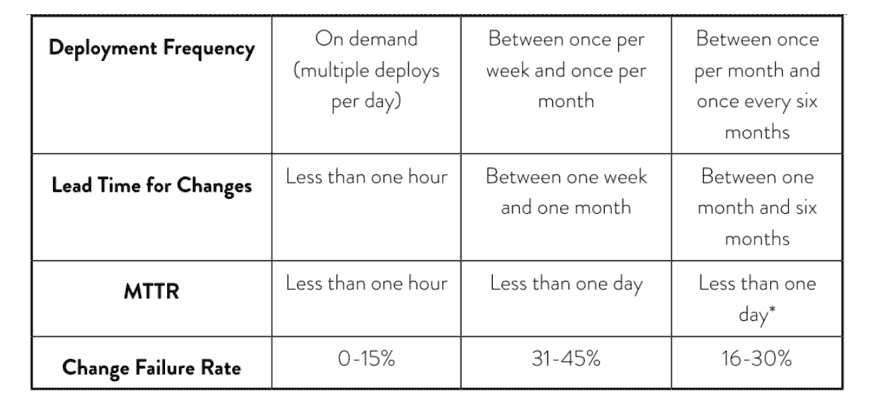 Deployment Frequency
On demand
(multiple deploys
per day)
Between once per
week and once per
month
Between once
per month and
once every six
months
Lead Time for Changes
Less than one hour
Between one week
and one month
Between one
month and six
months
MTTR
Less than one hour
Less than one day
Less than one
day*
Change Failure Rate
0-15%
31-45%
16-30%